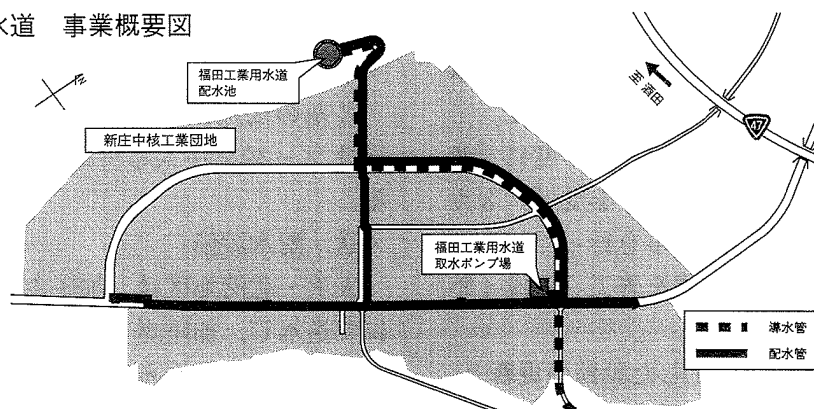 水道 事業概要図
福田工業用水道
配水池
新庄中核工業団地
至酒田
47
福田工業用水道
取水ポンプ場
導水管
配水管